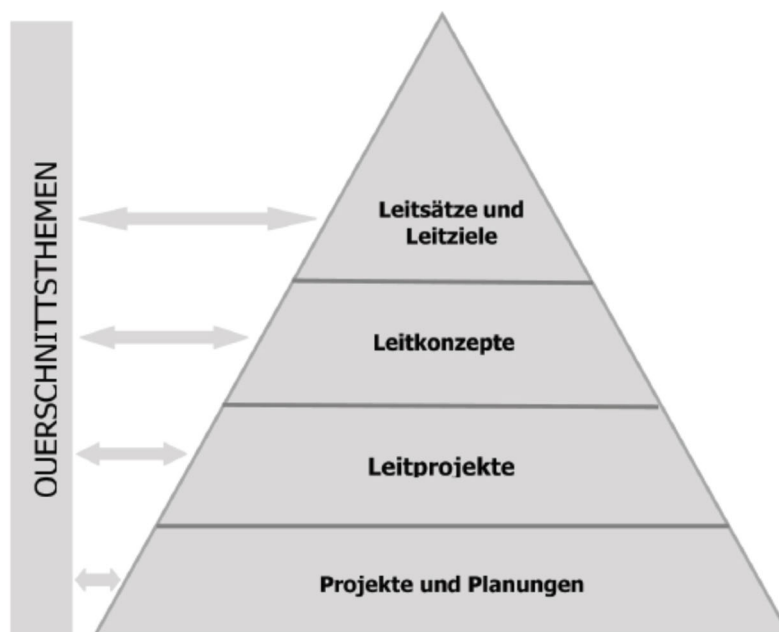 QUERSCHNITTSTHEMEN
Leitsätze und
Leitziele
Leitkonzepte
Leitprojekte
Projekte und Planungen